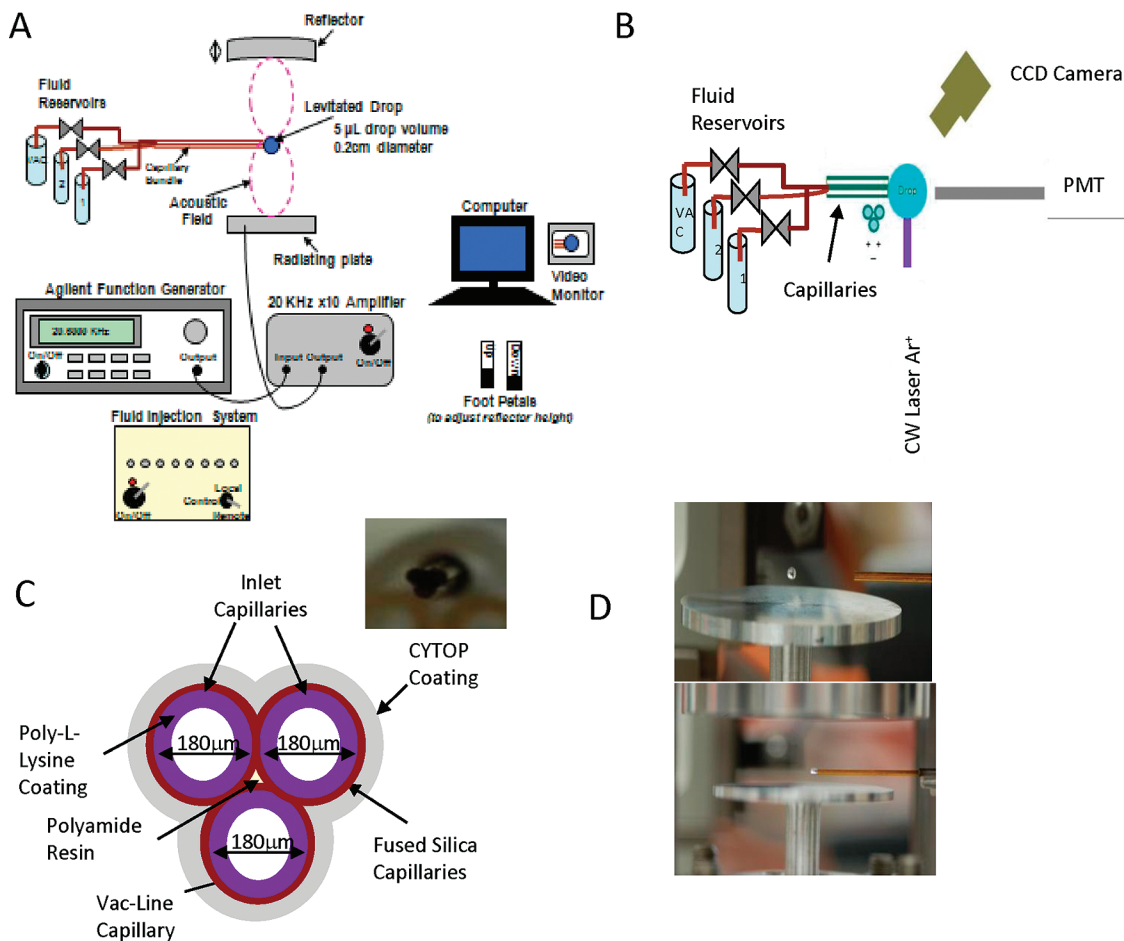 A
Reflector
Fluid
Reservoirs
Levitated Drop
5 µL drop volume
0.2cm diameter
VAC
2
1
Capillary
Bundle
Acoustic
Field
Radiating plate
Computer
Video
Monitor
Agilent Function Generator
20.6000 KHz
On/Off
Output
20 KHz x10 Amplifier
Input Output
On/Off
Up
Down
Foot Petals
(to adjust reflector height)
Fluid Injection System
On/Off
Local
Control
Remote
B
CCD Camera
Fluid
Reservoirs
VA
C
2
1
Drop
PMT
+ +
–
Capillaries
CW Laser Ar+
C
Inlet
Capillaries
CYTOP
Coating
Poly-L-
Lysine
Coating
180µm
180µm
180µm
Polyamide
Resin
Fused Silica
Capillaries
Vac-Line
Capillary
D